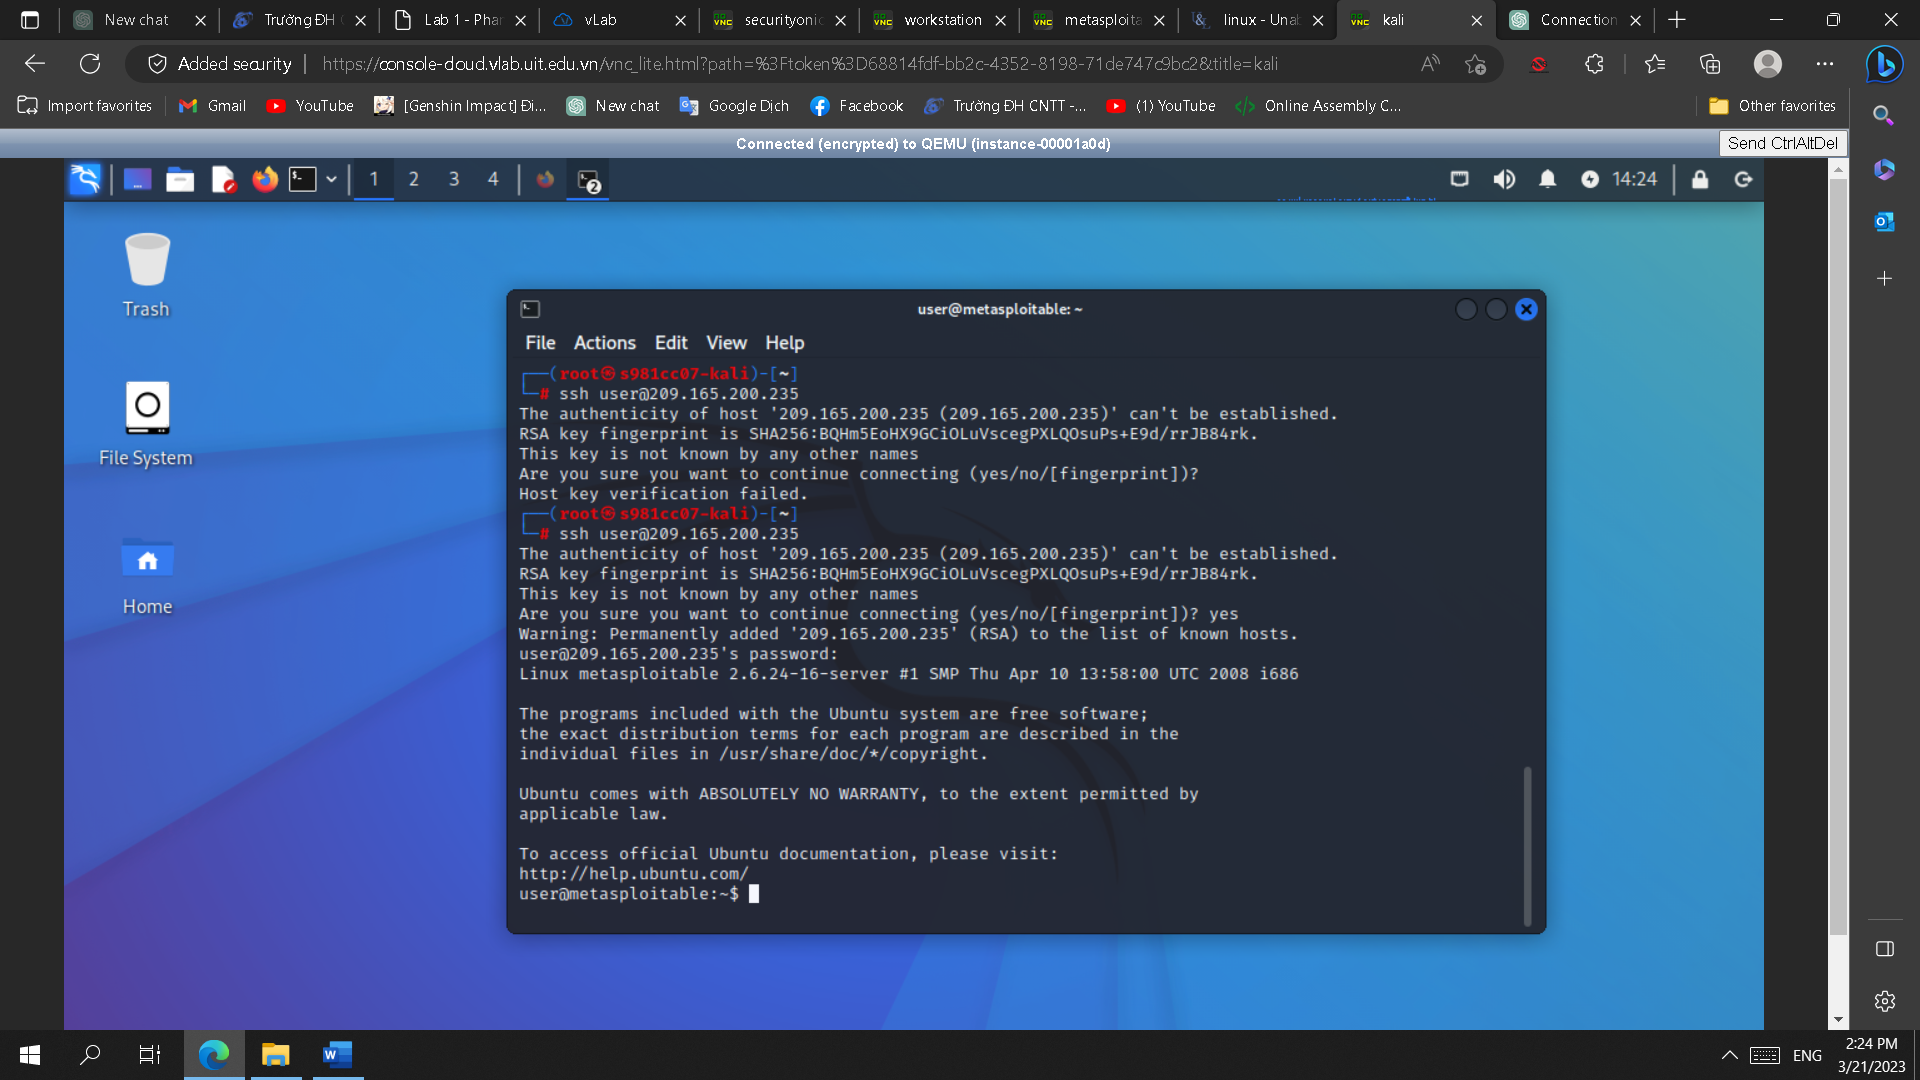 New chat
Trường ĐH
Lab 1 - Phar
vLab
securityonic
workstation
metasploita
linux - Unal
kali
Connection
Added security
https://console-cloud.vlab.uit.edu.vn/vnc_lite.html?path=%3Ftoken%3D68814fdf-bb2c-4352-8198-71de747c9bc2&title=kali
Import favorites
Gmail
YouTube
[Genshin Impact] Đi...
New chat
Google Dịch
Facebook
Trường ĐH CNTT -...
(1) YouTube
Online Assembly C...
Other favorites
Connected (encrypted) to QEMU (instance-00001a0d)
Send CtrlAltDel
1 2 3 4
2
14:24
Trash
File System
Home
user@metasploitable: ~
File Actions Edit View Help
┌──(root㉿s981cc07-kali)-[~]
└─# ssh user@209.165.200.235
The authenticity of host '209.165.200.235 (209.165.200.235)' can't be established.
RSA key fingerprint is SHA256:BQHm5EoHX9GCiOLuVscegPXLQOsuPs+E9d/rrJB84rk.
This key is not known by any other names
Are you sure you want to continue connecting (yes/no/[fingerprint])?
Host key verification failed.
┌──(root㉿s981cc07-kali)-[~]
└─# ssh user@209.165.200.235
The authenticity of host '209.165.200.235 (209.165.200.235)' can't be established.
RSA key fingerprint is SHA256:BQHm5EoHX9GCiOLuVscegPXLQOsuPs+E9d/rrJB84rk.
This key is not known by any other names
Are you sure you want to continue connecting (yes/no/[fingerprint])? yes
Warning: Permanently added '209.165.200.235' (RSA) to the list of known hosts.
user@209.165.200.235's password:
Linux metasploitable 2.6.24-16-server #1 SMP Thu Apr 10 13:58:00 UTC 2008 i686
The programs included with the Ubuntu system are free software;
the exact distribution terms for each program are described in the
individual files in /usr/share/doc/*/copyright.
Ubuntu comes with ABSOLUTELY NO WARRANTY, to the extent permitted by
applicable law.
To access official Ubuntu documentation, please visit:
http://help.ubuntu.com/
user@metasploitable:~$
ENG
2:24 PM
3/21/2023